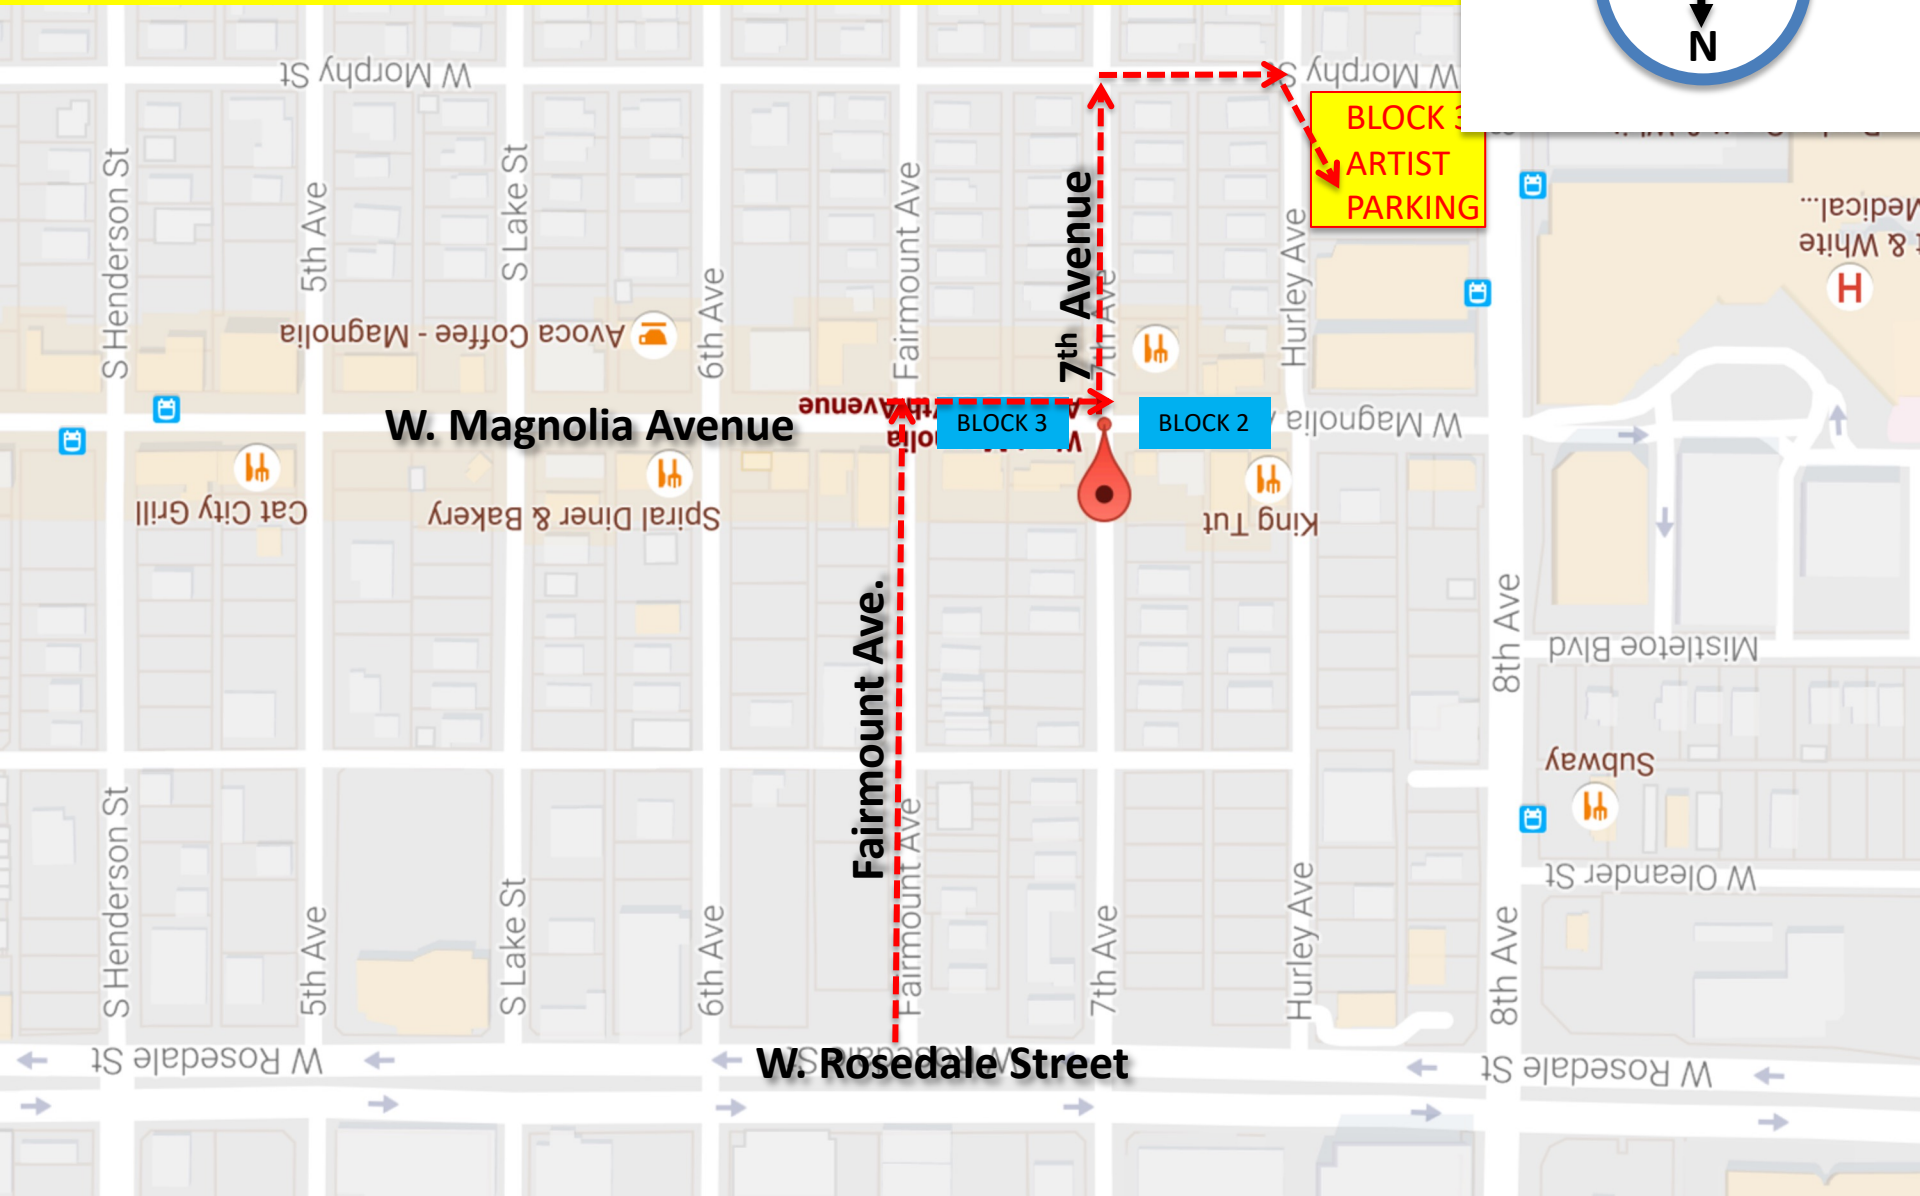 N
W Morphy St
W Morphy S
BLOCK 3
ARTIST
PARKING
S Henderson St
5th Ave
S Lake St
6th Ave
Fairmount Ave
7th Avenue
7th Ave
Hurley Ave
Medical...
t & White
H
Avoca Coffee - Magnolia
W. Magnolia Avenue
BLOCK 3
BLOCK 2
W Magnolia
Cat City Grill
Spiral Diner & Bakery
King Tut
8th Ave
Mistletoe Blvd
Fairmount Ave.
Subway
W Oleander St
S Henderson St
5th Ave
S Lake St
6th Ave
Fairmount Ave
7th Ave
Hurley Ave
8th Ave
W Rosedale St
W. Rosedale Street
W Rosedale St